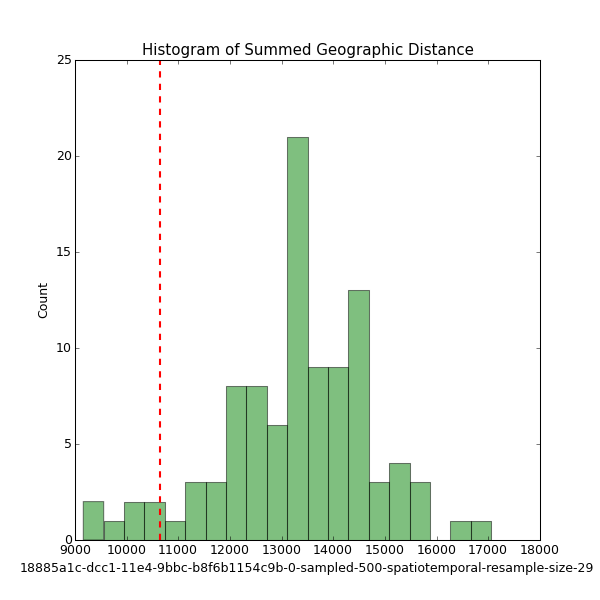 Histogram of Summed Geographic Distance
25
20
15
10
5
0
Count
9000 10000 11000 12000 13000 14000 15000 16000 17000 18000
18885a1c-dcc1-11e4-9bbc-b8f6b1154c9b-0-sampled-500-spatiotemporal-resample-size-29